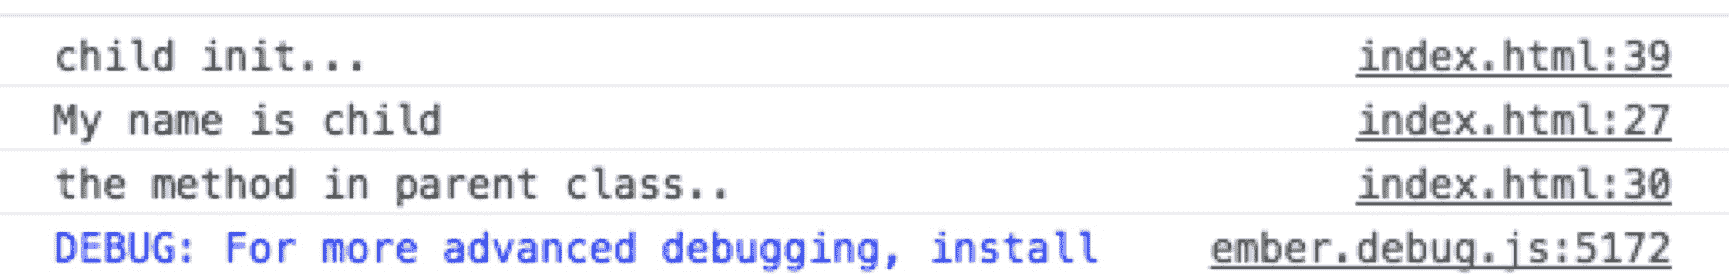 child init... index.html:39
My name is child index.html:27
the method in parent class.. index.html:30
DEBUG: For more advanced debugging, install ember.debug.js:5172